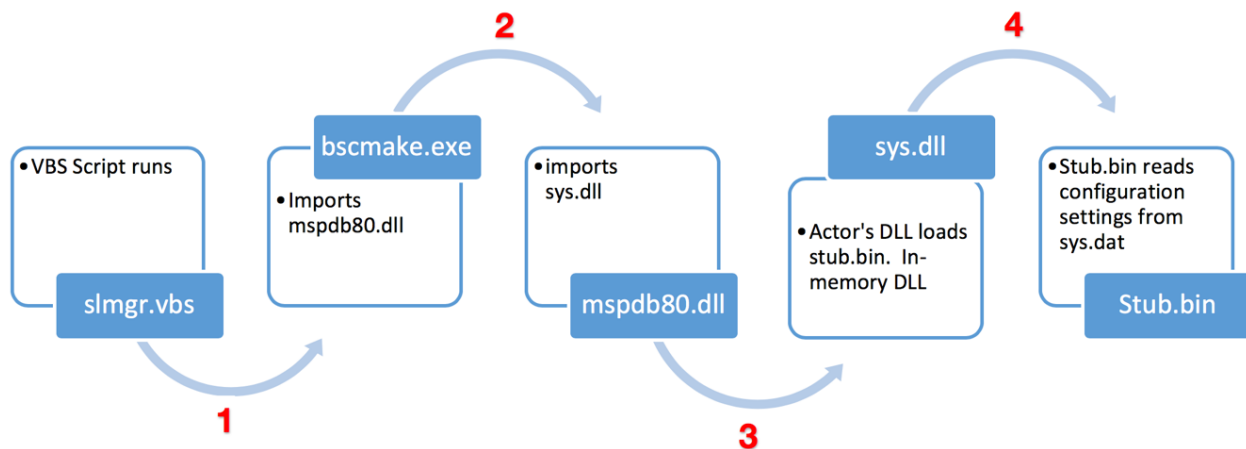 1
2
3
4
• VBS Script runs
slmgr.vbs
bscmake.exe
• Imports
mspdb80.dll
• imports
sys.dll
mspdb80.dll
sys.dll
• Actor's DLL loads
stub.bin. In-
memory DLL
• Stub.bin reads
configuration
settings from
sys.dat
Stub.bin